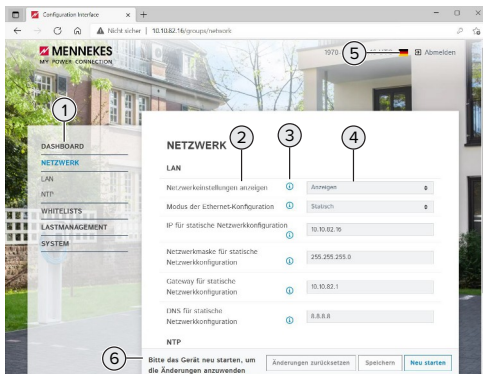 Configuration Interface
Nicht sicher | 10.10.82.16/groups/network
MENNEKES
MY POWER CONNECTION
1970
5
Abmelden
1
2
3
4
DASHBOARD
NETZWERK
LAN
NTP
WHITELISTS
LASTMANAGEMENT
SYSTEM
NETZWERK
LAN
Netzwerkeinstellungen anzeigen
Anzeigen
Modus der Ethernet-Konfiguration
Statisch
IP für statische Netzwerkkonfiguration
10.10.82.16
Netzwerkmaske für statische
Netzwerkkonfiguration
255.255.255.0
Gateway für statische
Netzwerkkonfiguration
10.10.82.1
DNS für statische
Netzwerkkonfiguration
8.8.8.8
NTP
6
Bitte das Gerät neu starten, um
die Änderungen anzuwenden
Änderungen zurücksetzen
Speichern
Neu starten